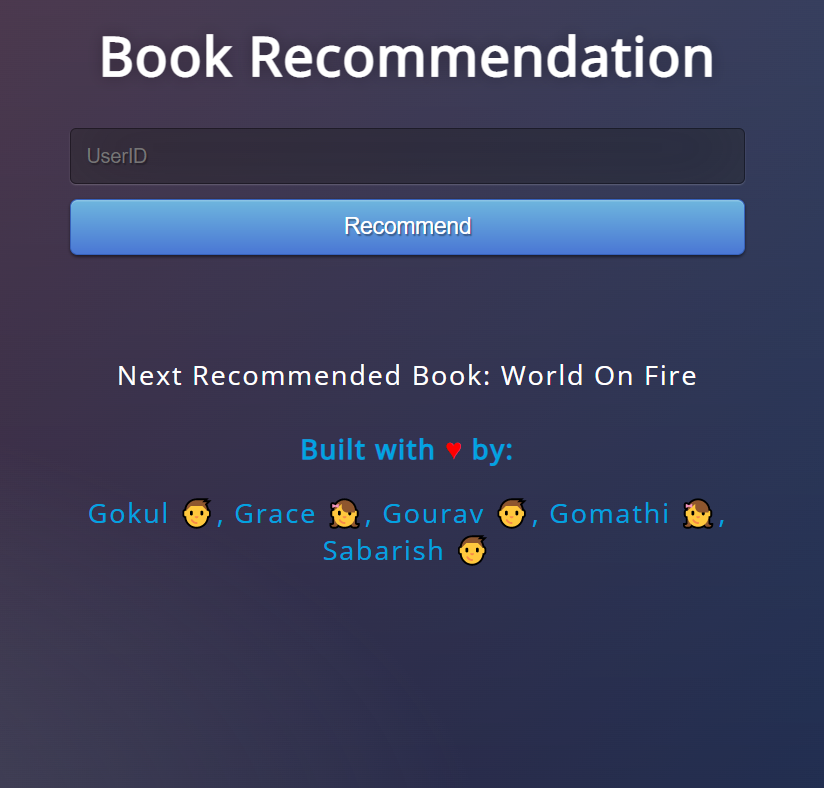 Book Recommendation
UserID
Recommend
Next Recommended Book: World On Fire
Built with ♥ by:
Gokul 👦, Grace 👧, Gourav 👦, Gomathi 👧,
Sabarish 👦